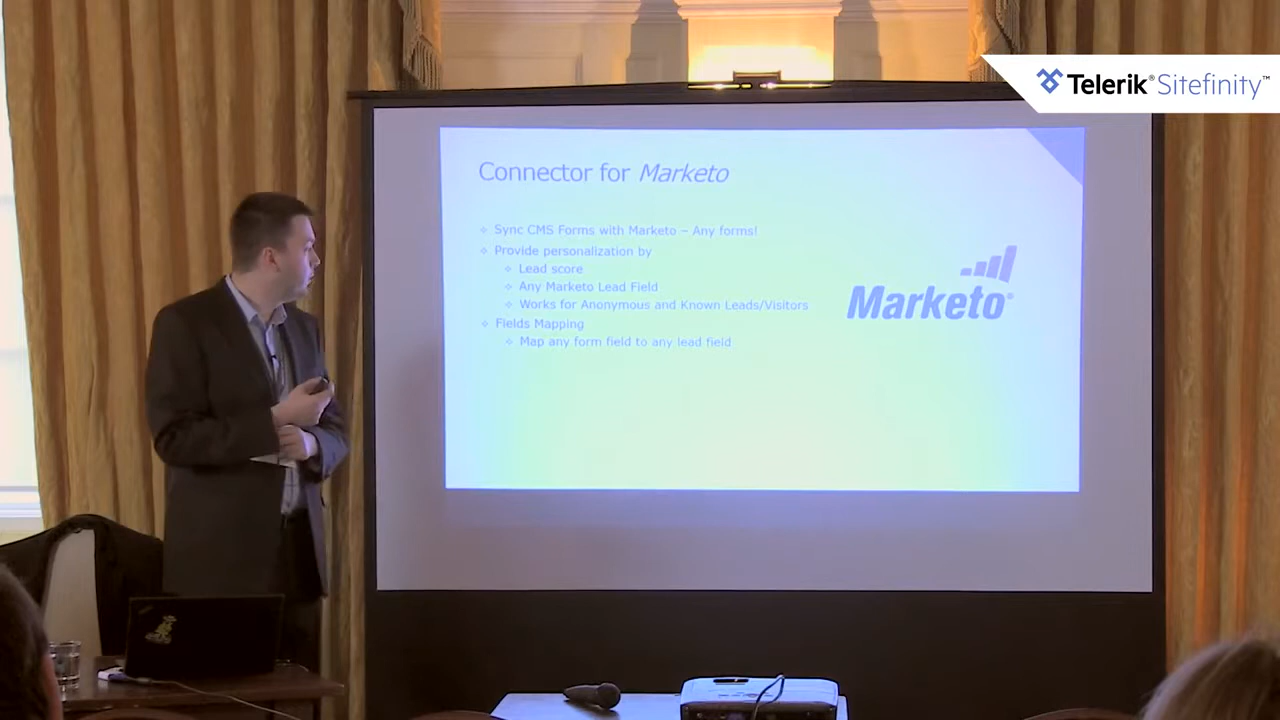 Telerik® Sitefinity™
Connector for Marketo
Sync CMS Forms with Marketo – Any forms!
Provide personalization by
Lead score
Any Marketo Lead Field
Works for Anonymous and Known Leads/Visitors
Fields Mapping
Map any form field to any lead field
Marketo®